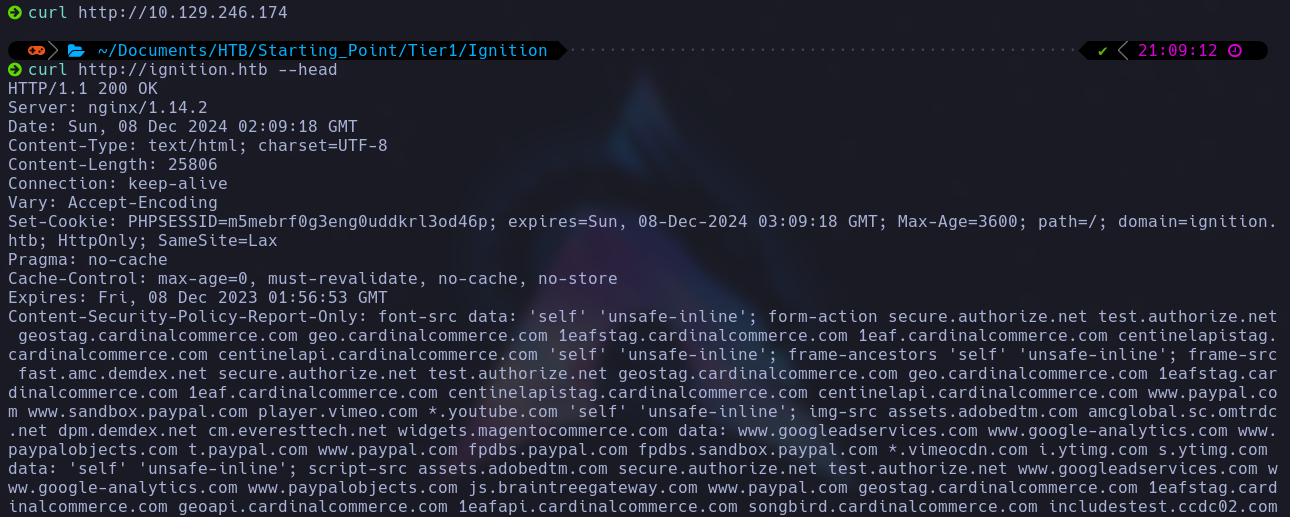 curl http://10.129.246.174
~/Documents/HTB/Starting_Point/Tier1/Ignition 21:09:12
curl http://ignition.htb --head
HTTP/1.1 200 OK
Server: nginx/1.14.2
Date: Sun, 08 Dec 2024 02:09:18 GMT
Content-Type: text/html; charset=UTF-8
Content-Length: 25806
Connection: keep-alive
Vary: Accept-Encoding
Set-Cookie: PHPSESSID=m5mebrf0g3eng0uddkrl3od46p; expires=Sun, 08-Dec-2024 03:09:18 GMT; Max-Age=3600; path=/; domain=ignition.
htb; HttpOnly; SameSite=Lax
Pragma: no-cache
Cache-Control: max-age=0, must-revalidate, no-cache, no-store
Expires: Fri, 08 Dec 2023 01:56:53 GMT
Content-Security-Policy-Report-Only: font-src data: 'self' 'unsafe-inline'; form-action secure.authorize.net test.authorize.net
geostag.cardinalcommerce.com geo.cardinalcommerce.com 1eafstag.cardinalcommerce.com 1eaf.cardinalcommerce.com centinelapistag.
cardinalcommerce.com centinelapi.cardinalcommerce.com 'self' 'unsafe-inline'; frame-ancestors 'self' 'unsafe-inline'; frame-src
fast.amc.demdex.net secure.authorize.net test.authorize.net geostag.cardinalcommerce.com geo.cardinalcommerce.com 1eafstag.car
dinalcommerce.com 1eaf.cardinalcommerce.com centinelapistag.cardinalcommerce.com centinelapi.cardinalcommerce.com www.paypal.co
m www.sandbox.paypal.com player.vimeo.com *.youtube.com 'self' 'unsafe-inline'; img-src assets.adobedtm.com amcglobal.sc.omtrdc
.net dpm.demdex.net cm.everesttech.net widgets.magentocommerce.com data: www.googleadservices.com www.google-analytics.com www.
paypalobjects.com t.paypal.com www.paypal.com fpdbs.paypal.com fpdbs.sandbox.paypal.com *.vimeocdn.com i.ytimg.com s.ytimg.com
data: 'self' 'unsafe-inline'; script-src assets.adobedtm.com secure.authorize.net test.authorize.net www.googleadservices.com w
ww.google-analytics.com www.paypalobjects.com js.braintreegateway.com www.paypal.com geostag.cardinalcommerce.com 1eafstag.card
inalcommerce.com geoapi.cardinalcommerce.com 1eafapi.cardinalcommerce.com songbird.cardinalcommerce.com includestest.ccdc02.com